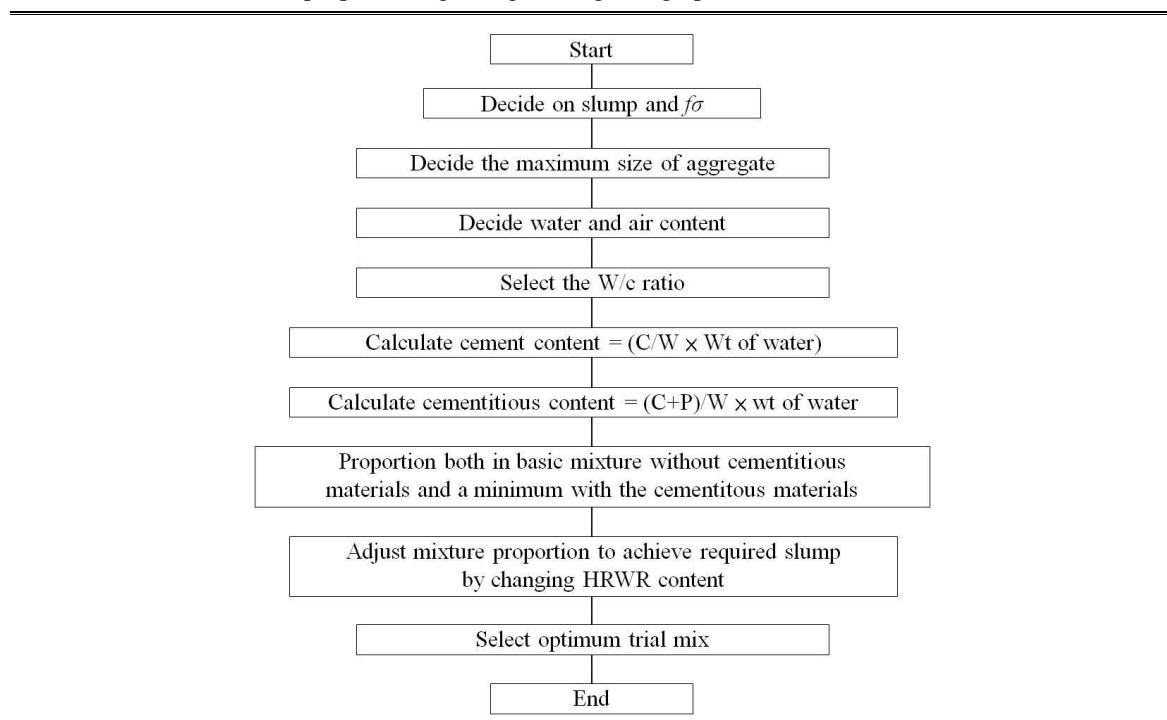 Start
Decide on slump and fσ
Decide the maximum size of aggregate
Decide water and air content
Select the W/c ratio
Calculate cement content = (C/W × Wt of water)
Calculate cementitious content = (C+P)/W × wt of water
Proportion both in basic mixture without cementitious
materials and a minimum with the cementitous materials
Adjust mixture proportion to achieve required slump
by changing HRWR content
Select optimum trial mix
End